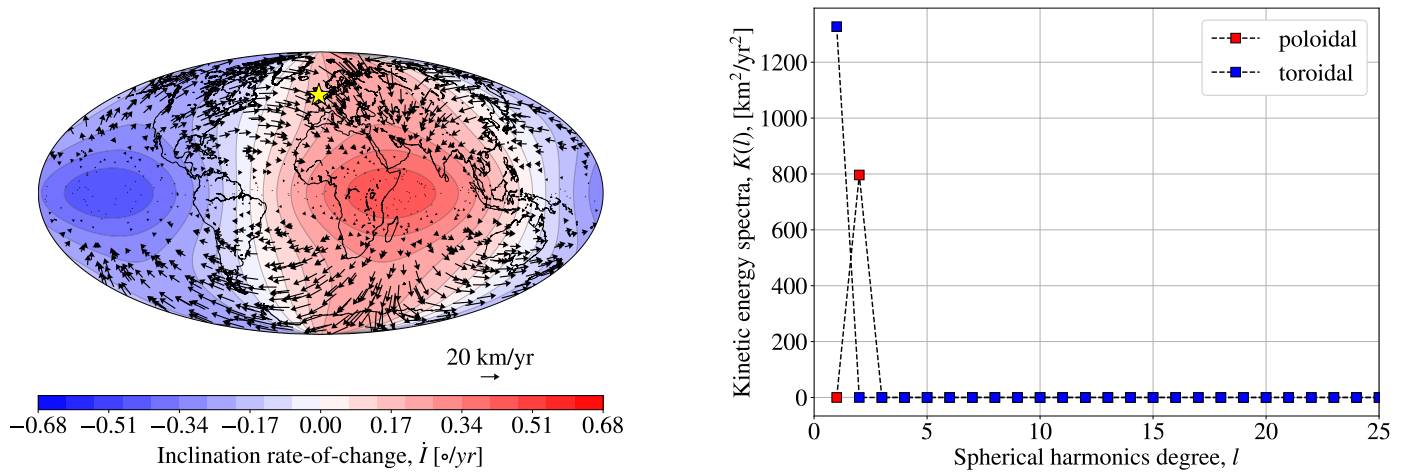 20 km/yr
−0.68 −0.51 −0.34 −0.17 0.00 0.17 0.34 0.51 0.68
Inclination rate-of-change, İ [∘/yr]
Kinetic energy spectra, K(l), [km²/yr²]
1200
1000
800
600
400
200
0
poloidal
toroidal
0 5 10 15 20 25
Spherical harmonics degree, l